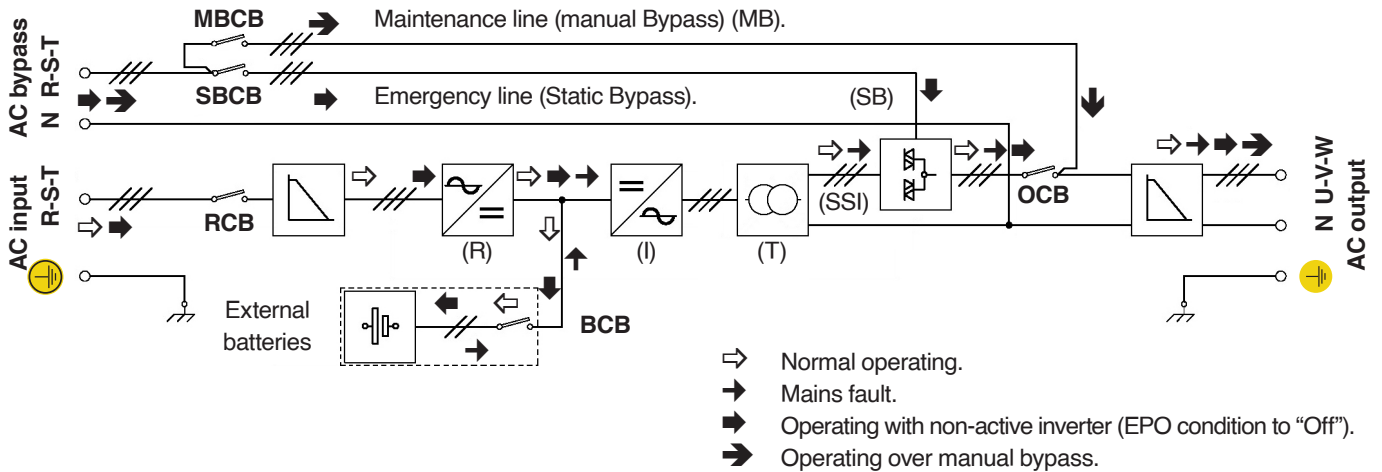 MBCB
Maintenance line (manual Bypass) (MB).
AC bypass
N R-S-T
SBCB
Emergency line (Static Bypass).
(SB)
AC input
R-S-T
RCB
(R)
(I)
(T)
(SSI)
OCB
N U-V-W
AC output
External
batteries
BCB
Normal operating.
Mains fault.
Operating with non-active inverter (EPO condition to “Off”).
Operating over manual bypass.